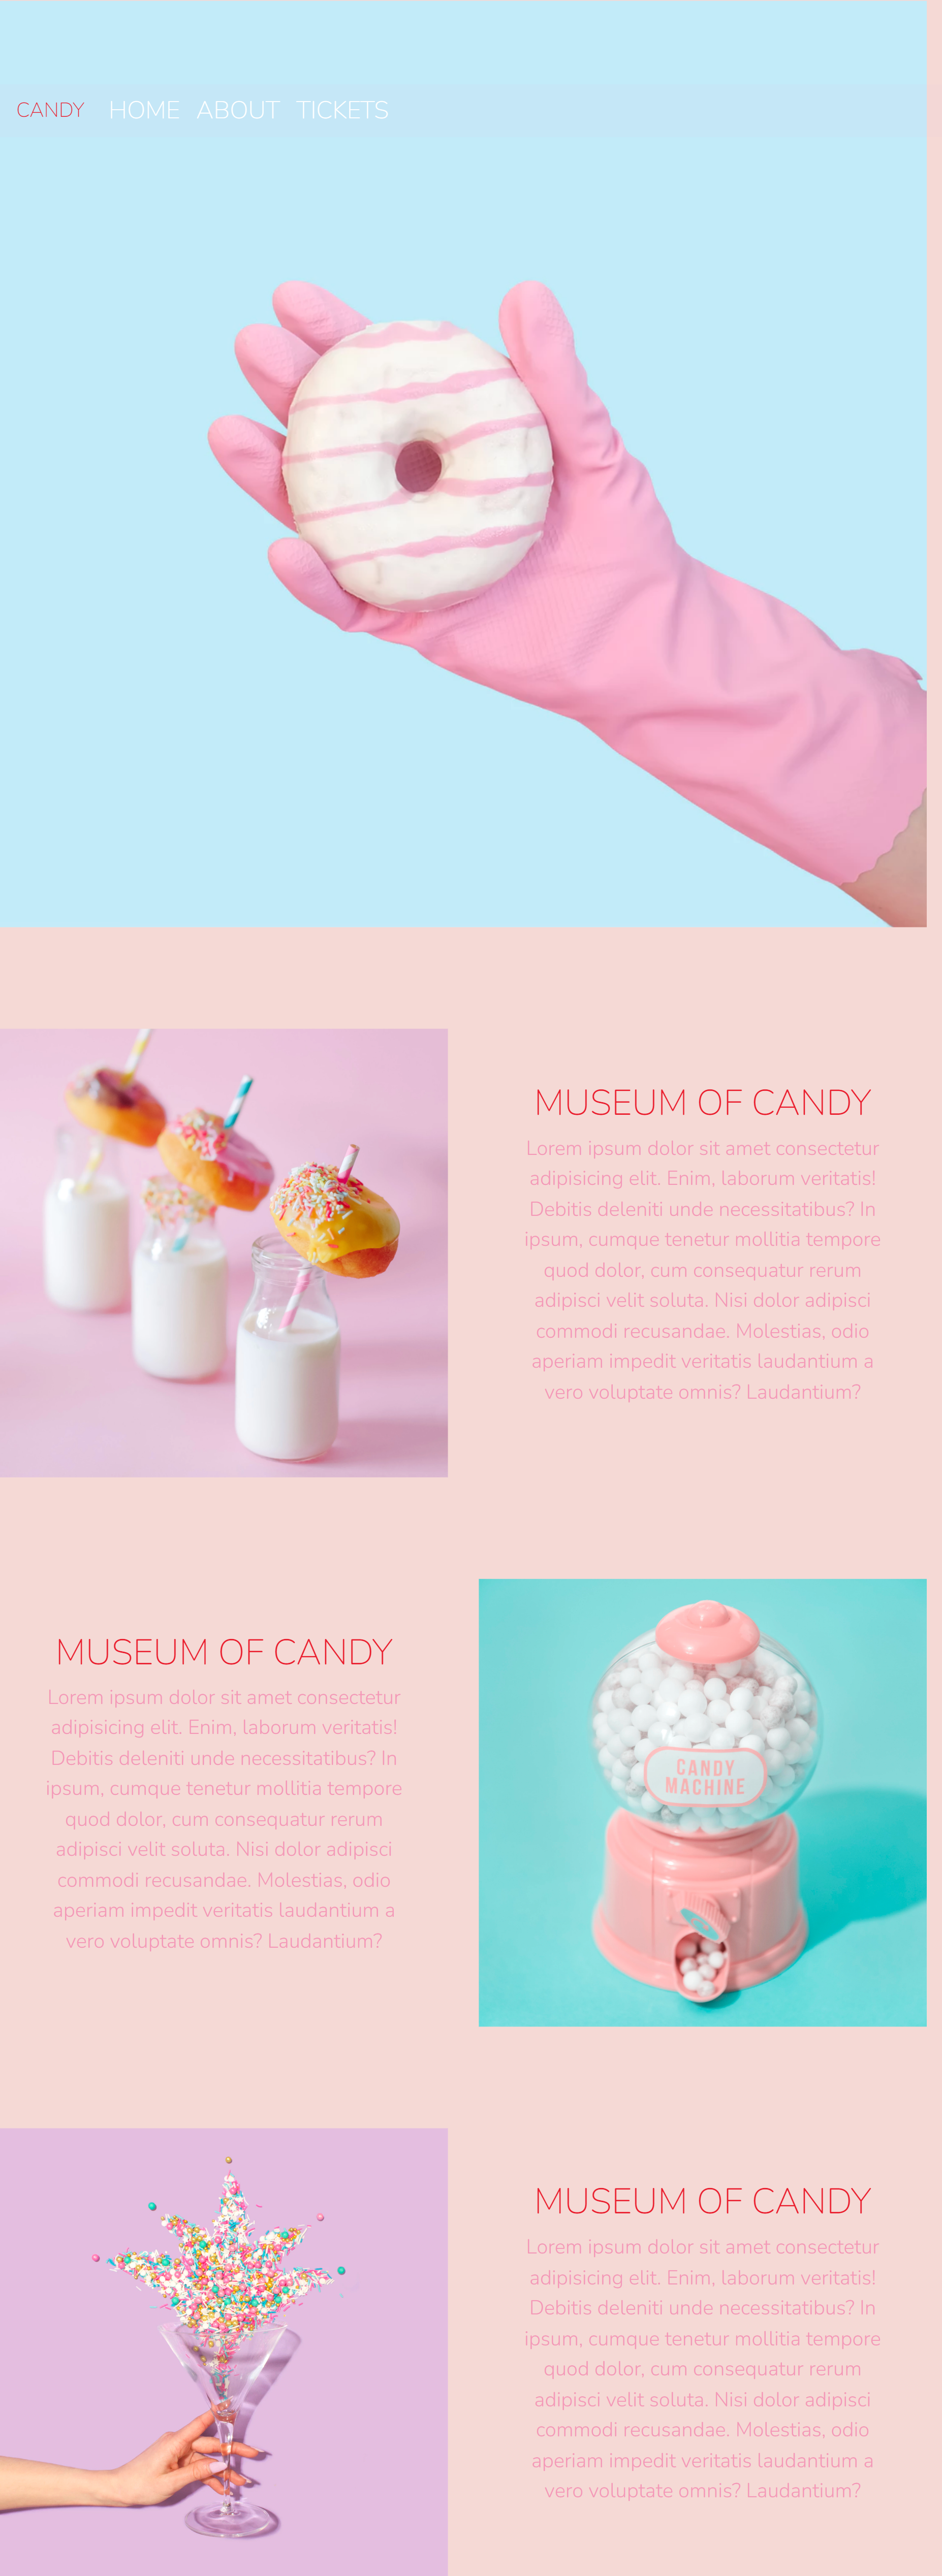 CANDY HOME ABOUT TICKETS
MUSEUM OF CANDY
Lorem ipsum dolor sit amet consectetur
adipisicing elit. Enim, laborum veritatis!
Debitis deleniti unde necessitatibus? In
ipsum, cumque tenetur mollitia tempore
quod dolor, cum consequatur rerum
adipisci velit soluta. Nisi dolor adipisci
commodi recusandae. Molestias, odio
aperiam impedit veritatis laudantium a
vero voluptate omnis? Laudantium?
MUSEUM OF CANDY
Lorem ipsum dolor sit amet consectetur
adipisicing elit. Enim, laborum veritatis!
Debitis deleniti unde necessitatibus? In
ipsum, cumque tenetur mollitia tempore
quod dolor, cum consequatur rerum
adipisci velit soluta. Nisi dolor adipisci
commodi recusandae. Molestias, odio
aperiam impedit veritatis laudantium a
vero voluptate omnis? Laudantium?
CANDY
MACHINE
MUSEUM OF CANDY
Lorem ipsum dolor sit amet consectetur
adipisicing elit. Enim, laborum veritatis!
Debitis deleniti unde necessitatibus? In
ipsum, cumque tenetur mollitia tempore
quod dolor, cum consequatur rerum
adipisci velit soluta. Nisi dolor adipisci
commodi recusandae. Molestias, odio
aperiam impedit veritatis laudantium a
vero voluptate omnis? Laudantium?